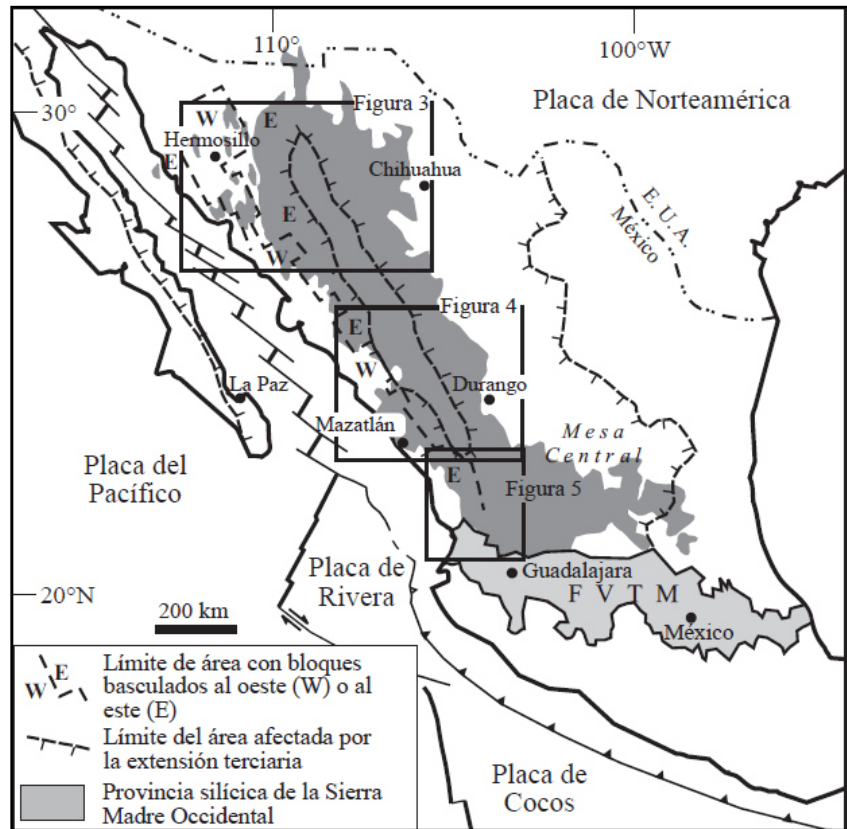 110°
100°W
30°
Figura 3
Placa de Norteamérica
W
E
Hermosillo
E
Chihuahua
E
E. U. A.
México
W
Figura 4
E
W
La Paz
Durango
Mazatlán
Mesa
Central
Placa del
Pacífico
E
Figura 5
Placa de
Rivera
Guadalajara
F V T M
México
20°N
200 km
W E
Límite de área con bloques
basculados al oeste (W) o al
este (E)
Límite del área afectada por
la extensión terciaria
Provincia silícica de la Sierra
Madre Occidental
Placa de
Cocos